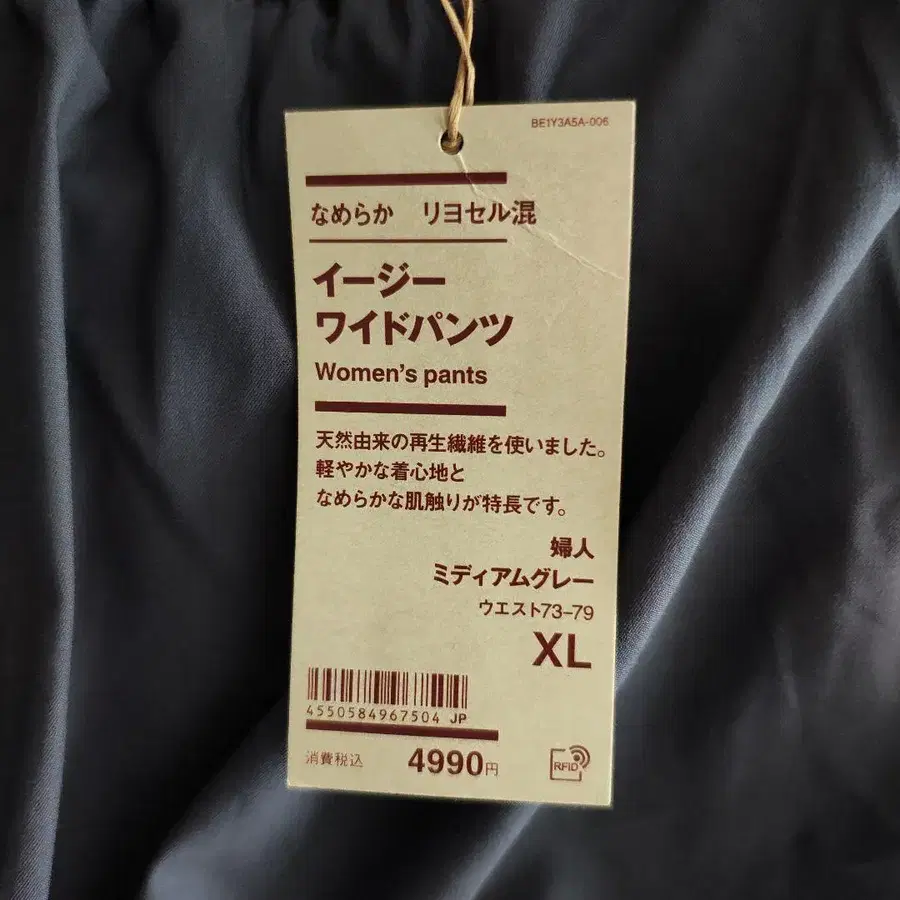 BE1Y3A5A-006
なめらか　リヨセル混
イージー
ワイドパンツ
Women's pants
天然由来の再生繊維を使いました。
軽やかな着心地と
なめらかな肌触りが特長です。
婦人
ミディアムグレー
ウエスト73-79
XL
4550584967504 JP
消費税込 4990円
RFID